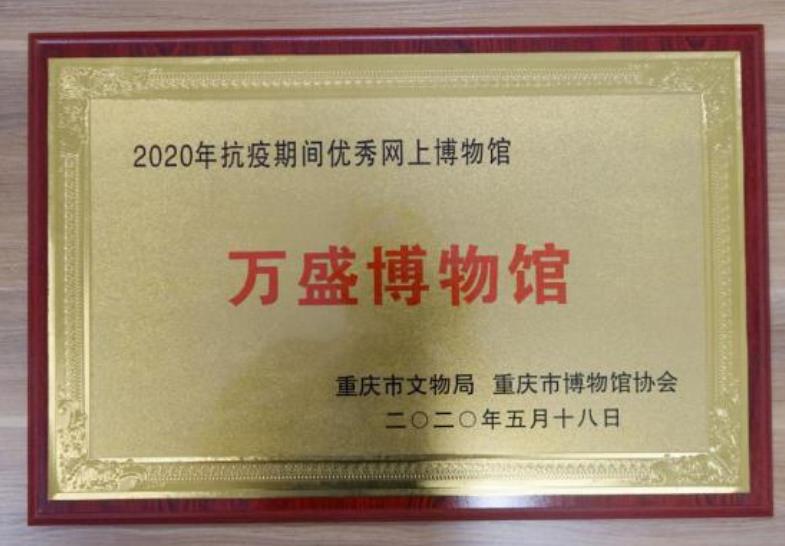 2020年抗疫期间优秀网上博物馆
万盛博物馆
重庆市文物局 重庆市博物馆协会
二〇二〇年五月十八日